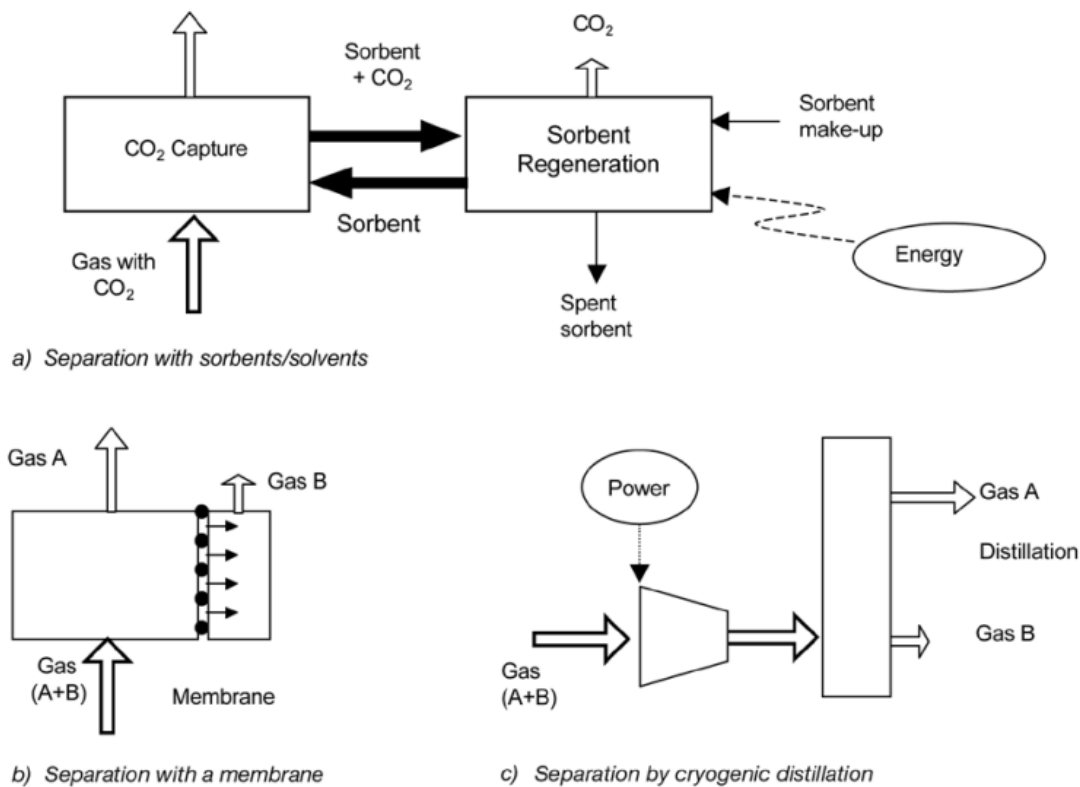 CO₂
Sorbent
+ CO₂
CO₂ Capture
Sorbent
Regeneration
Sorbent
make-up
Sorbent
Gas with
CO₂
Energy
Spent
sorbent
a) Separation with sorbents/solvents
Gas A
Gas B
Gas
(A+B)
Membrane
b) Separation with a membrane
Power
Gas A
Distillation
Gas B
Gas
(A+B)
c) Separation by cryogenic distillation